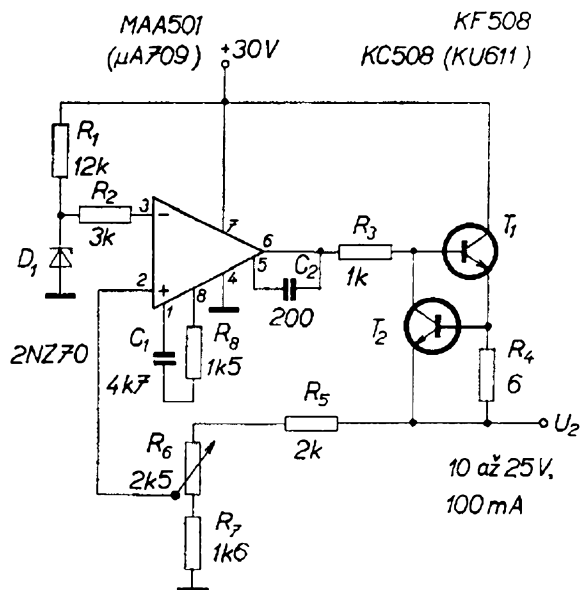 MAA501
(µA709)
+30V
KF508
KC508 (KU611)
R1
12k
R2
3k
D1
3
−
7
6
2
+
5
4
1
8
C2
200
R3
1k
T1
T2
2NZ70
C1
4k7
R8
1k5
R4
6
R5
2k
U2
R6
2k5
R7
1k6
10 až 25V,
100mA